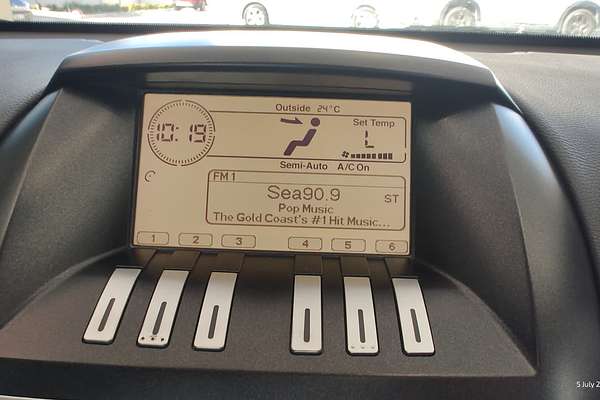 Outside 24°C
10:19
Set Temp
L
Semi-Auto A/C On
FM 1
Sea90.9
ST
Pop Music
The Gold Coast's #1 Hit Music...
1 2 3 4 5 6
5 July 2